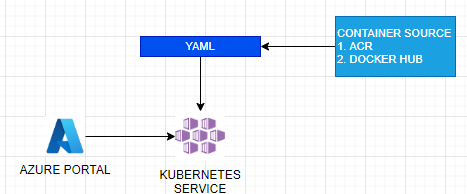 CONTAINER SOURCE
1. ACR
2. DOCKER HUB
YAML
AZURE PORTAL
KUBERNETES
SERVICE